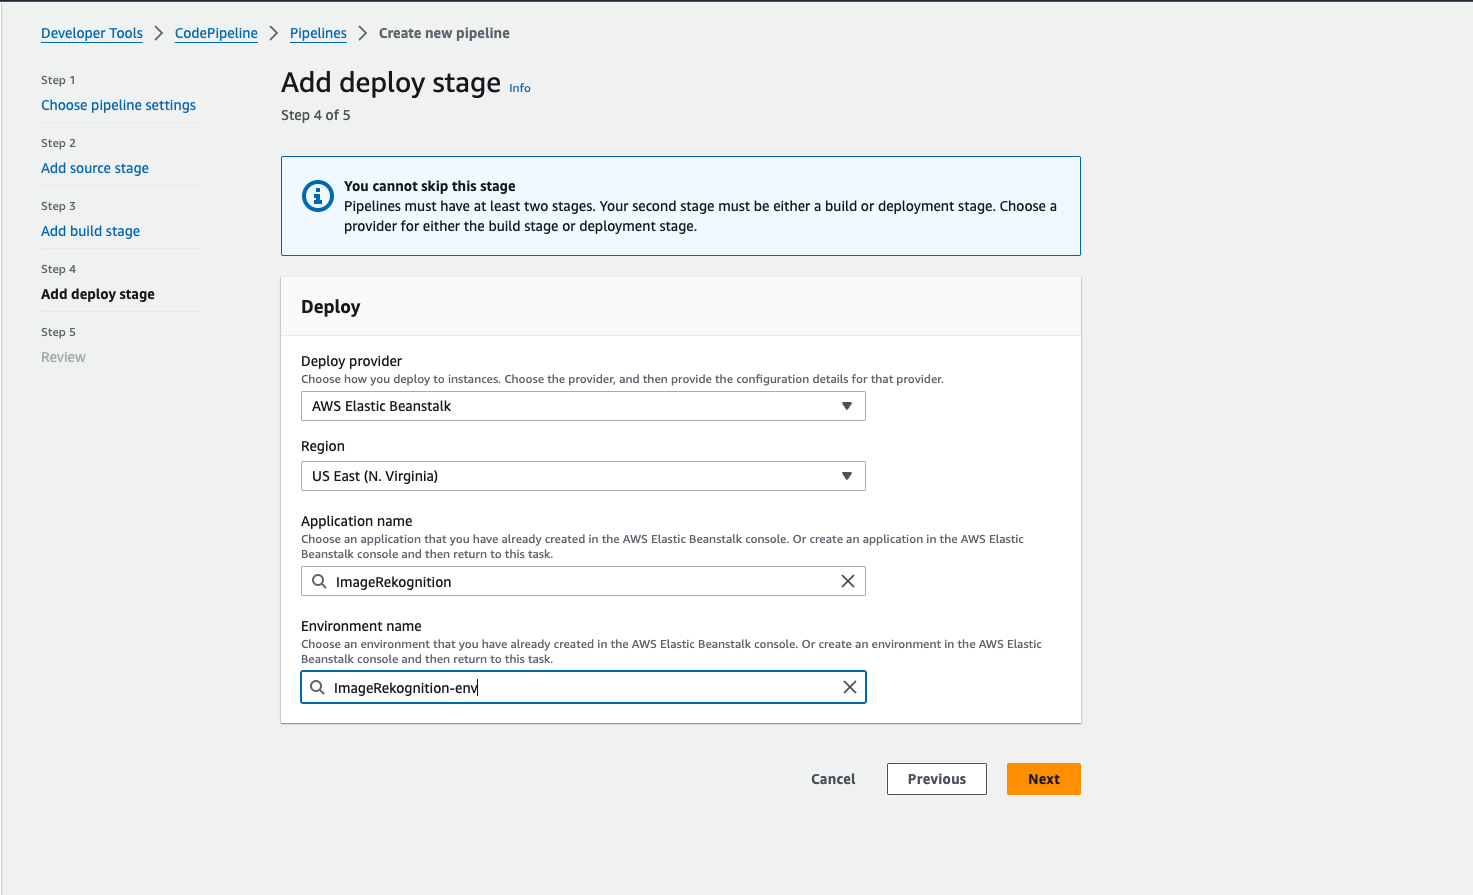 Developer Tools > CodePipeline > Pipelines > Create new pipeline
Step 1
Choose pipeline settings
Step 2
Add source stage
Step 3
Add build stage
Step 4
Add deploy stage
Step 5
Review
Add deploy stage Info
Step 4 of 5
You cannot skip this stage
Pipelines must have at least two stages. Your second stage must be either a build or deployment stage. Choose a
provider for either the build stage or deployment stage.
Deploy
Deploy provider
Choose how you deploy to instances. Choose the provider, and then provide the configuration details for that provider.
AWS Elastic Beanstalk
Region
US East (N. Virginia)
Application name
Choose an application that you have already created in the AWS Elastic Beanstalk console. Or create an application in the AWS Elastic
Beanstalk console and then return to this task.
ImageRekognition
Environment name
Choose an environment that you have already created in the AWS Elastic Beanstalk console. Or create an environment in the AWS Elastic
Beanstalk console and then return to this task.
ImageRekognition-env
Cancel
Previous
Next